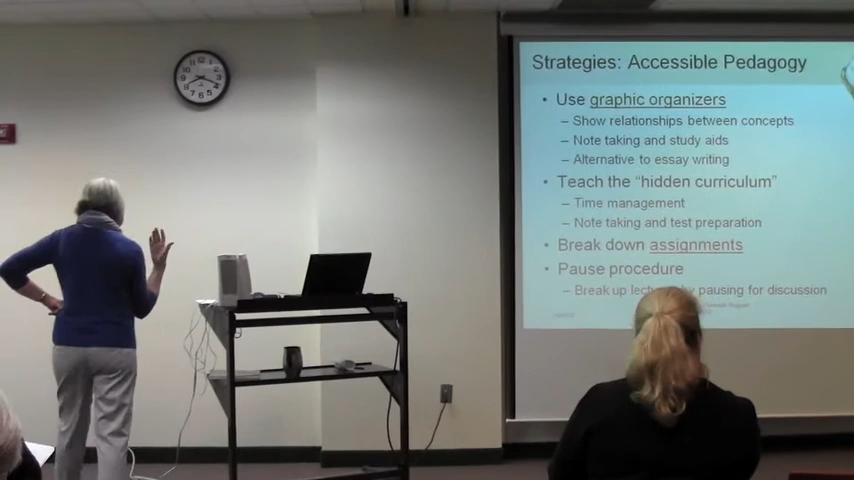 Strategies: Accessible Pedagogy
• Use graphic organizers
– Show relationships between concepts
– Note taking and study aids
– Alternative to essay writing
• Teach the “hidden curriculum”
– Time management
– Note taking and test preparation
• Break down assignments
• Pause procedure
– Break up lecture by pausing for discussion